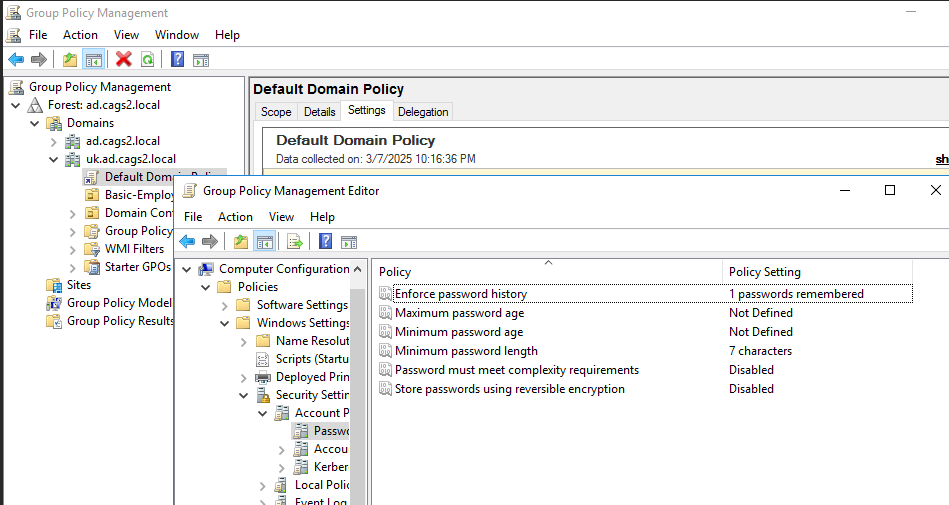 Group Policy Management
File Action View Window Help
Group Policy Management
Forest: ad.cags2.local
Domains
ad.cags2.local
uk.ad.cags2.local
Default Domain
Basic-Employ
Domain Con
Group Policy
WMI Filters
Starter GPOs
Sites
Group Policy Model
Group Policy Results
Default Domain Policy
Scope Details Settings Delegation
Default Domain Policy
Data collected on: 3/7/2025 10:16:36 PM
sh
Group Policy Management Editor
File Action View Help
Computer Configuration
Policies
Software Settings
Windows Settings
Name Resolut
Scripts (Startu
Deployed Prin
Security Settin
Account P
Passwo
Accou
Kerber
Local Polic
Event Log
Policy Policy Setting
Enforce password history 1 passwords remembered
Maximum password age Not Defined
Minimum password age Not Defined
Minimum password length 7 characters
Password must meet complexity requirements Disabled
Store passwords using reversible encryption Disabled